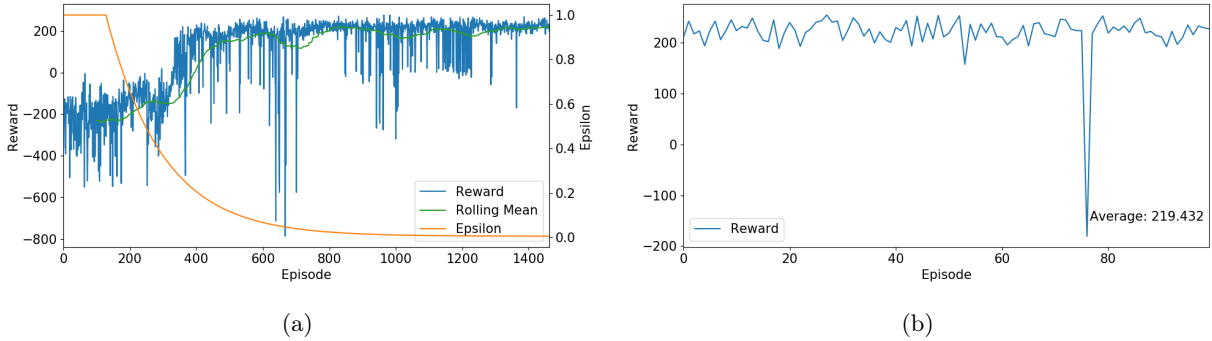 200
0
−200
−400
−600
−800
Reward
0
200
400
600
800
1000
1200
1400
Episode
1.0
0.8
0.6
0.4
0.2
0.0
Epsilon
Reward
Rolling Mean
Epsilon
(a)
200
100
0
−100
−200
Reward
0
20
40
60
80
Episode
Average: 219.432
Reward
(b)